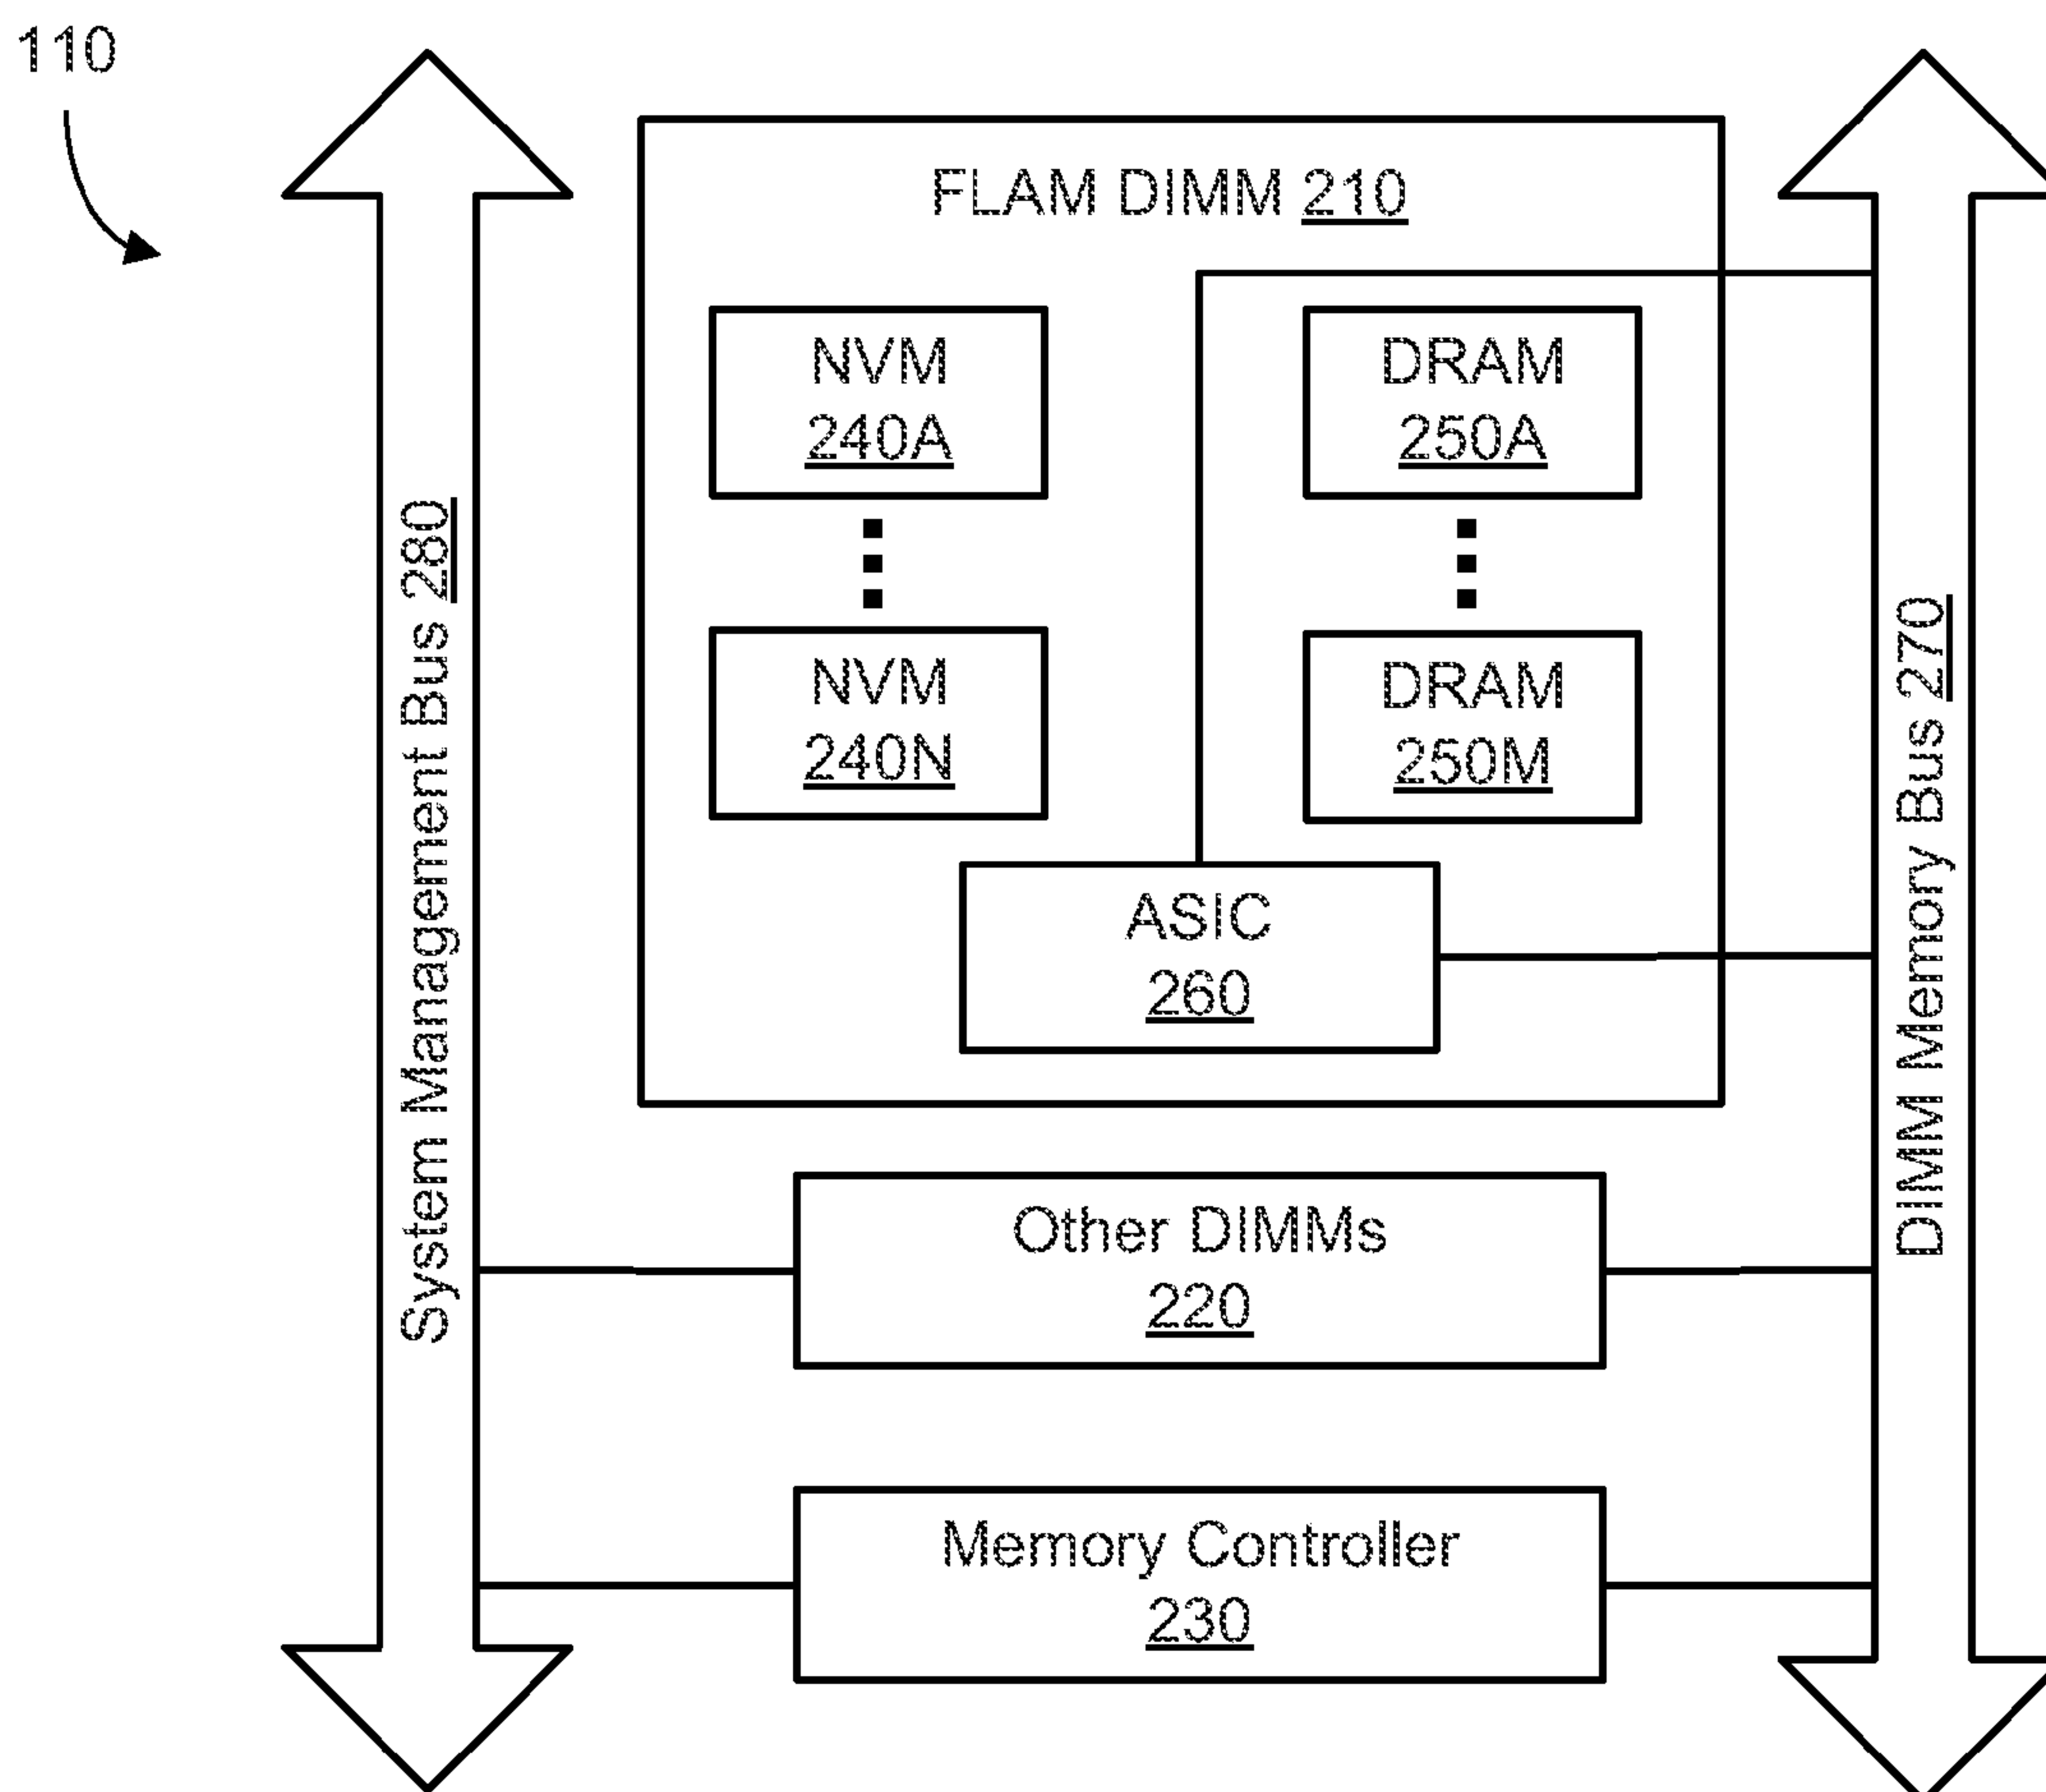 110
FLAM DIMM 210
NVM
240A
DRAM
250A
NVM
240N
DRAM
250M
ASIC
260
System Management Bus 280
DIMM Memory Bus 270
Other DIMMs
220
Memory Controller
230